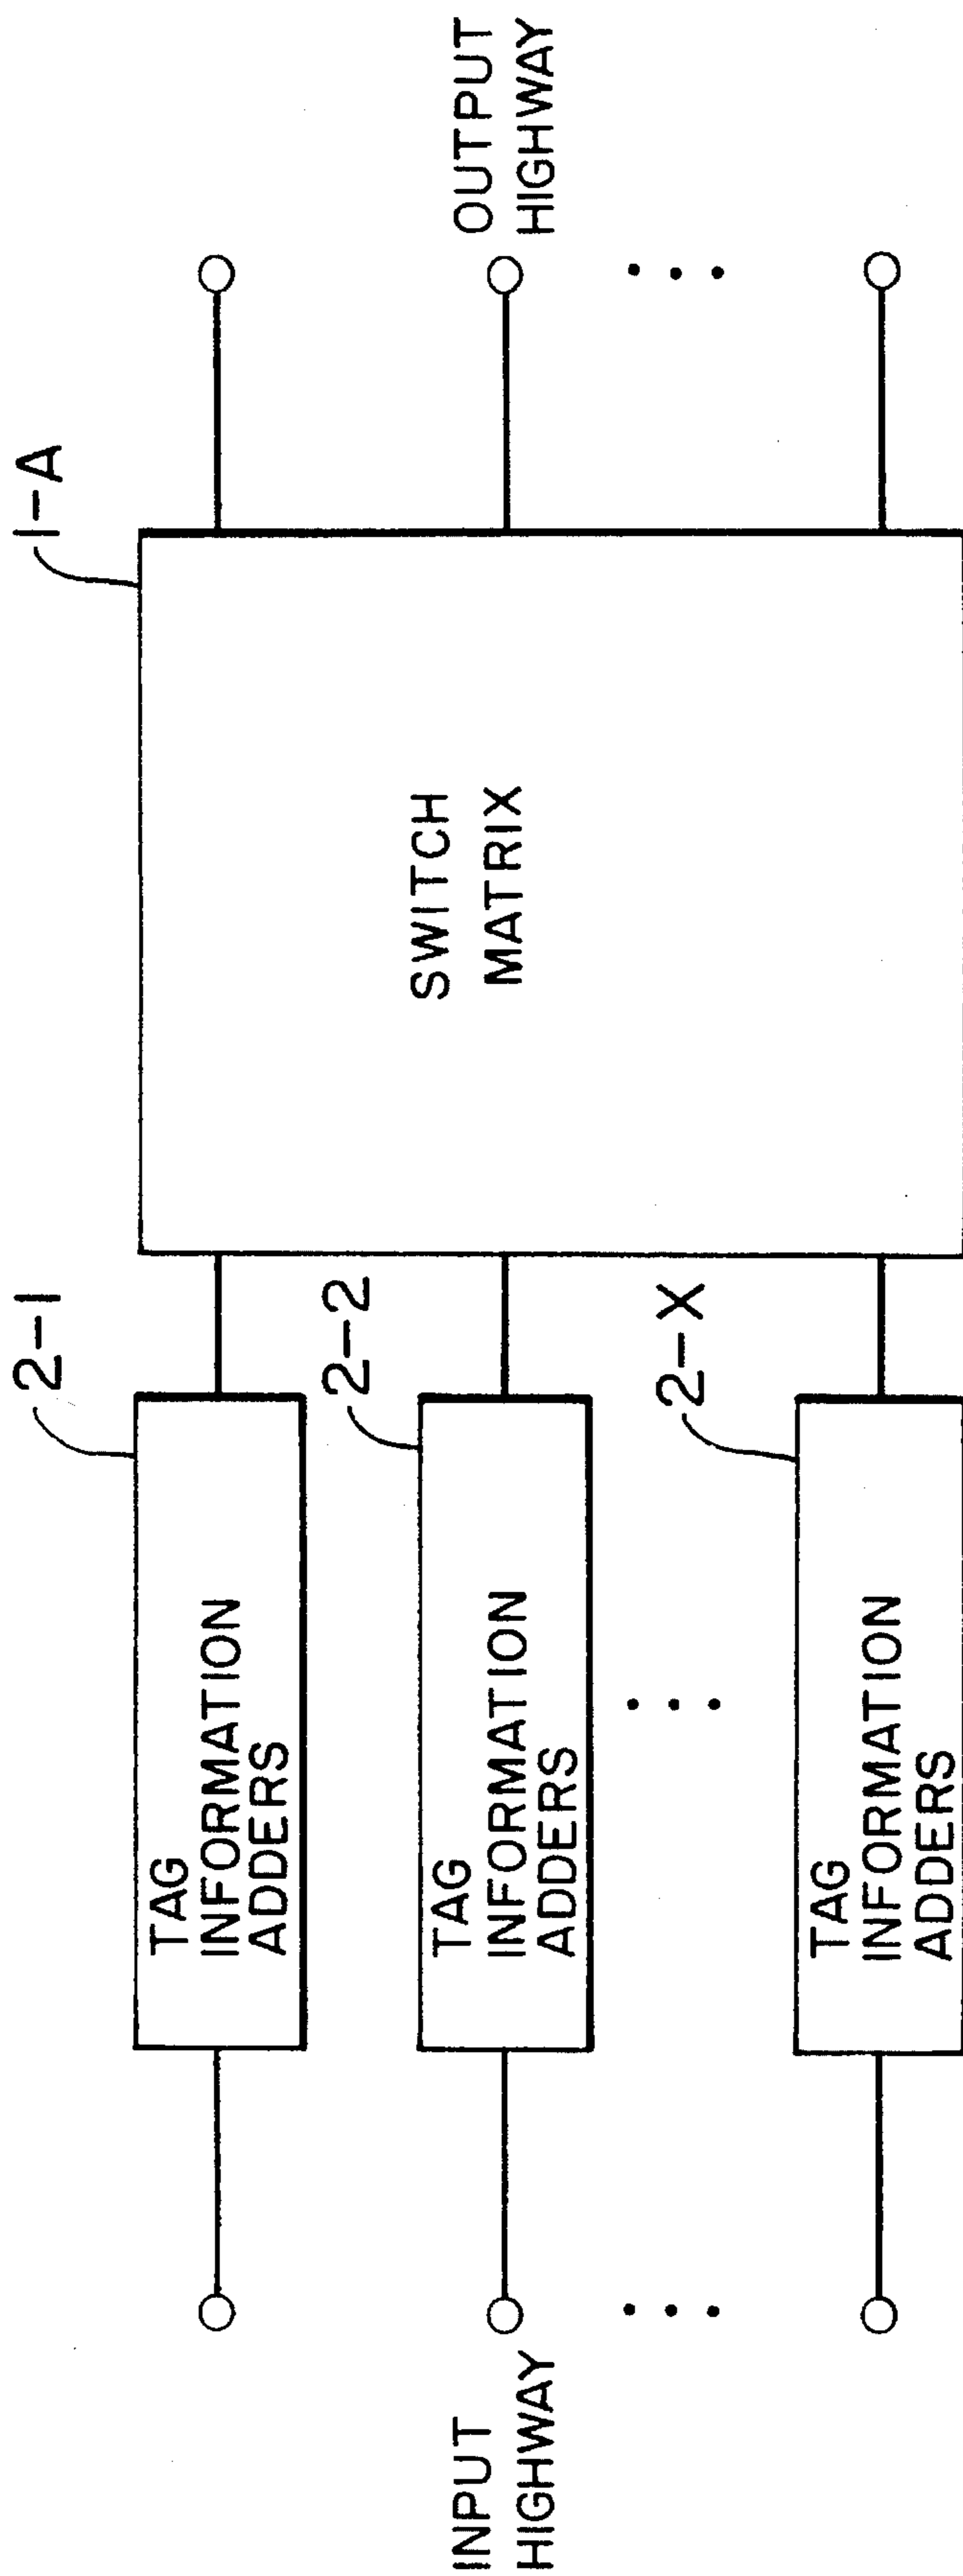 INPUT
HIGHWAY
2-1
TAG
INFORMATION
ADDERS
2-2
TAG
INFORMATION
ADDERS
2-X
TAG
INFORMATION
ADDERS
1-A
SWITCH
MATRIX
OUTPUT
HIGHWAY